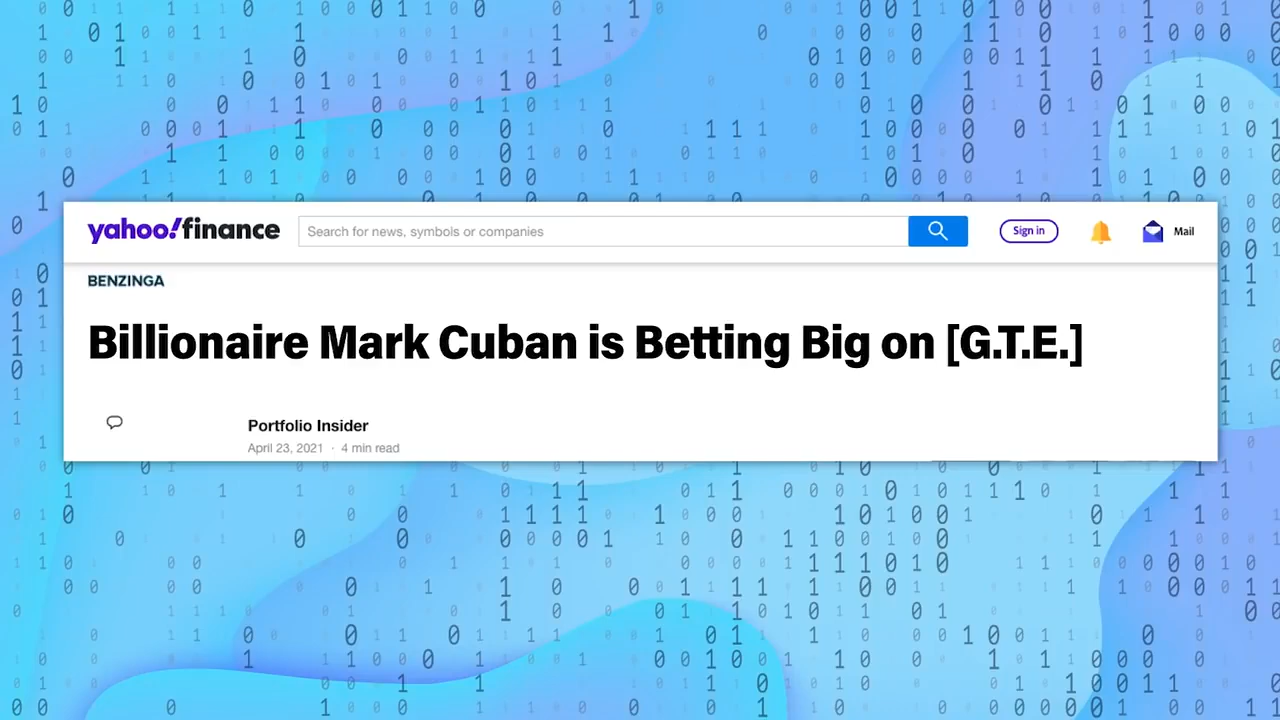 yahoo!finance
Search for news, symbols or companies
Sign in
Mail
BENZINGA
Billionaire Mark Cuban is Betting Big on [G.T.E.]
Portfolio Insider
April 23, 2021 · 4 min read